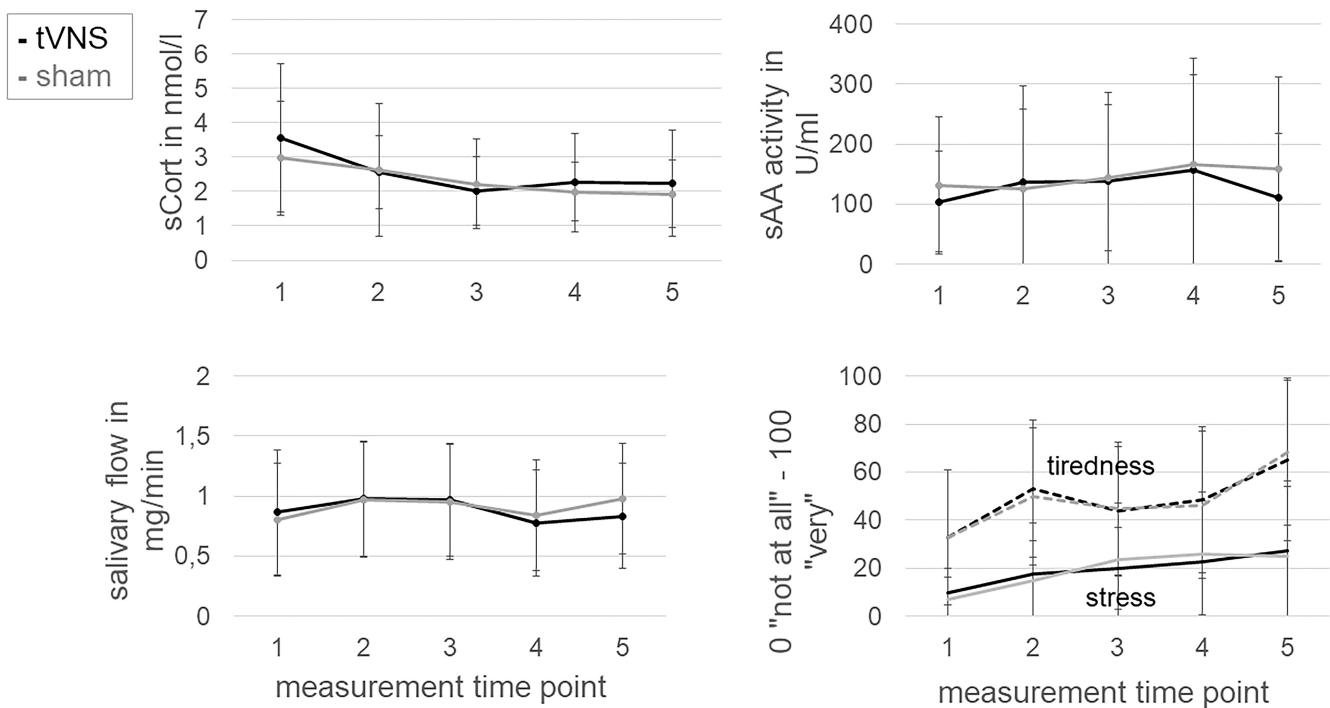 - tVNS
- sham
sCort in nmol/l
7
6
5
4
3
2
1
0
1 2 3 4 5
sAA activity in
U/ml
400
300
200
100
0
1 2 3 4 5
salivary flow in
mg/min
2
1,5
1
0,5
0
1 2 3 4 5
measurement time point
0 "not at all" - 100
"very"
100
80
60
40
20
0
tiredness
stress
1 2 3 4 5
measurement time point